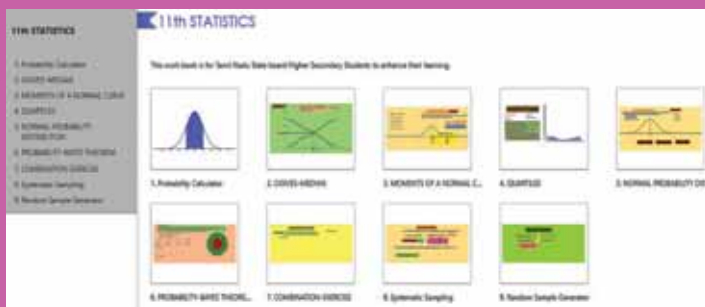 11th STATISTICS
1. Probability Calculator
2. OGIVES-MEDIAN
3. MOMENTS OF A NORMAL CURVE
4. QUARTILES
5. NORMAL PROBABILITY
DISTRIBUTION
6. PROBABILITY-BAYES THEOREM
7. COMBINATION EXERCISE
8. Systematic Sampling
9. Random Sample Generator
11th STATISTICS
This work book is for Tamil Nadu State board Higher Secondary Students to enhance their learning.
1. Probability Calculator
2. OGIVES-MEDIAN
3. MOMENTS OF A NORMAL C...
4. QUARTILES
5. NORMAL PROBABILITY DIS
6. PROBABILITY-BAYES THEORE...
7. COMBINATION EXERCISE
8. Systematic Sampling
9. Random Sample Generator